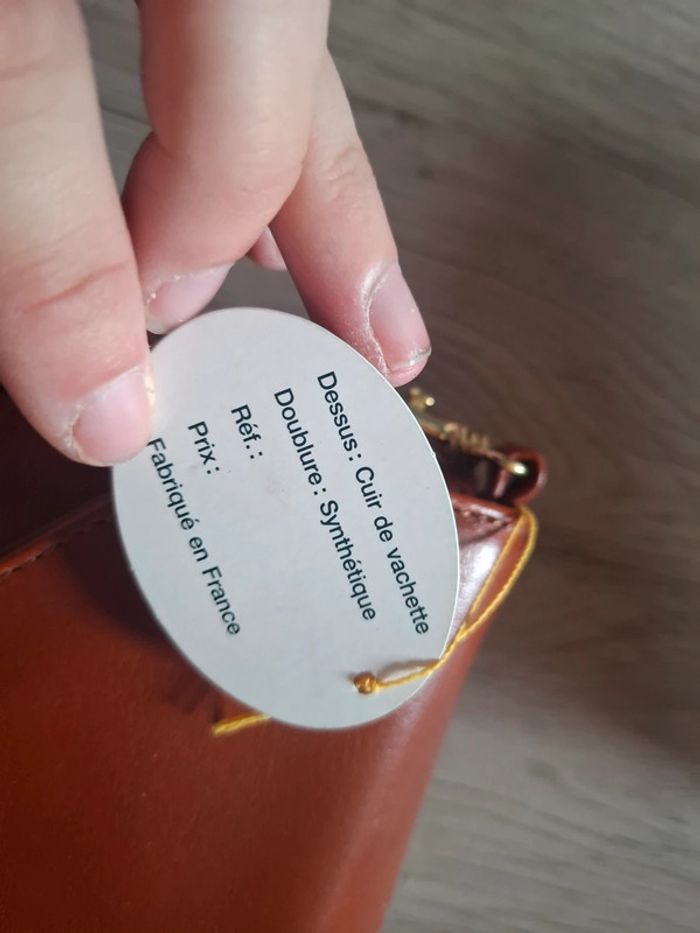 Dessus : Cuir de vachette
Doublure : Synthétique
Réf. :
Prix :
Fabriqué en France